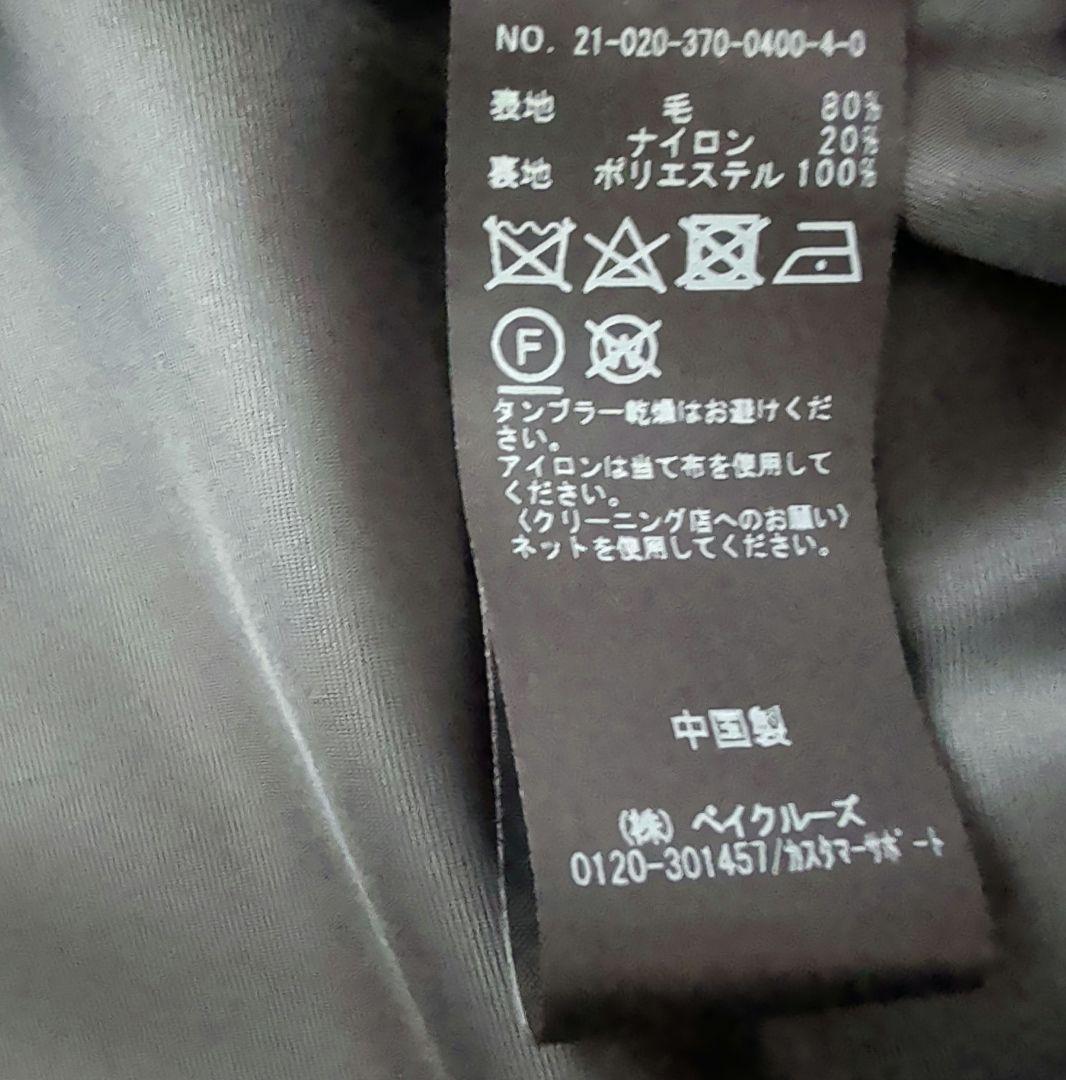 NO. 21-020-370-0400-4-0
表地 毛 80%
ナイロン 20%
裏地 ポリエステル 100%
F
W
タンブラー乾燥はお避けくだ
さい。
アイロンは当て布を使用して
ください。
〈クリーニング店へのお願い〉
ネットを使用してください。
中国製
(株) ベイクルーズ
0120-301457/カスタマーサポート